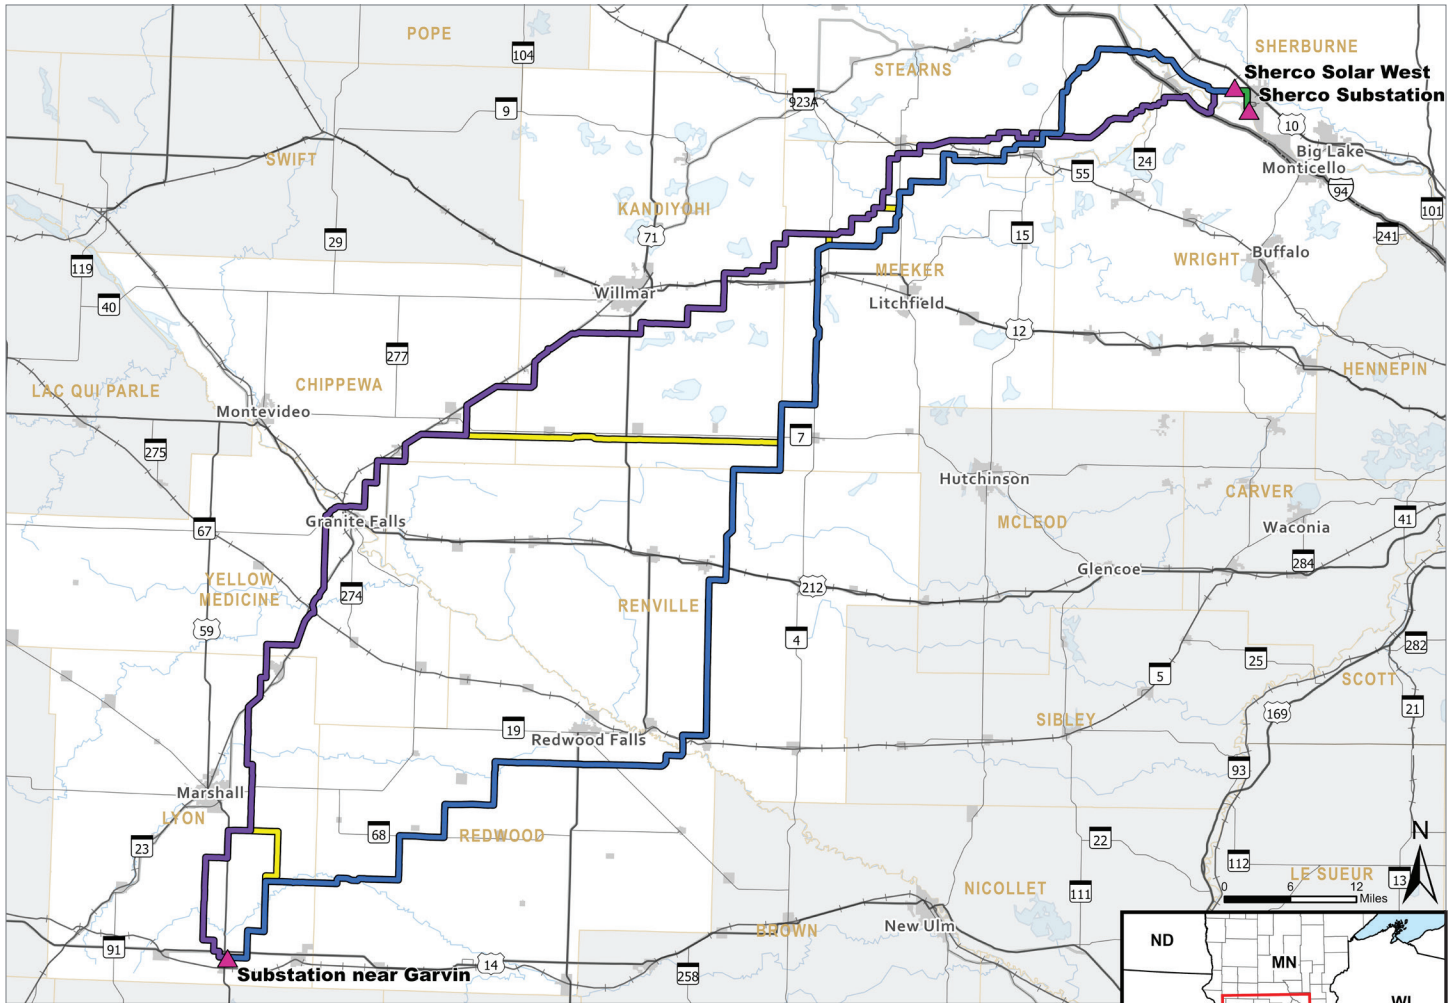 POPE
104
SHERBURNE
STEARNS
Sherco Solar West
Sherco Substation
9
923A
10
Big Lake
Monticello
SWIFT
24
55
94
101
KANDIYOHI
29
71
15
241
119
WRIGHT
Buffalo
MEEKER
40
Willmar
Litchfield
12
277
HENNEPIN
LAC QUI PARLE
CHIPPEWA
Montevideo
275
7
Hutchinson
CARVER
Granite Falls
MCLEOD
Waconia
41
67
284
Glencoe
YELLOW
MEDICINE
274
212
RENVILLE
59
4
282
25
5
SCOTT
21
169
SIBLEY
19
Redwood Falls
93
Marshall
LYON
68
REDWOOD
23
22
N
112
LE SUEUR
13
NICOLLET
111
0 6 12
Miles
BROWN
New Ulm
91
14
ND
MN
WI
Substation near Garvin
258